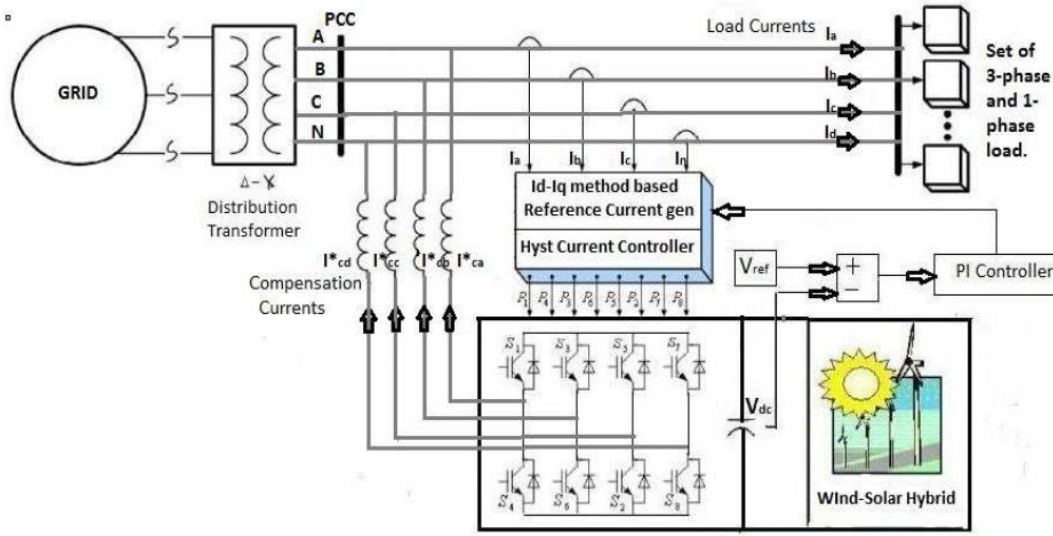 PCC
Load Currents
A
B
C
N
GRID
Ia
Ib
Ic
Id
Set of
3-phase
and 1-
phase
load.
Δ-Y
Distribution
Transformer
Ia
Ib
Ic
In
Id-Iq method based
Reference Current gen
Hyst Current Controller
I*cd
I*cc
I*cb
I*ca
Compensation
Currents
Vref
+
−
PI Controller
P1
P4
P3
P6
P5
P2
P7
P8
S1
S3
S5
S7
Vdc
S4
S6
S2
S8
WInd-Solar Hybrid